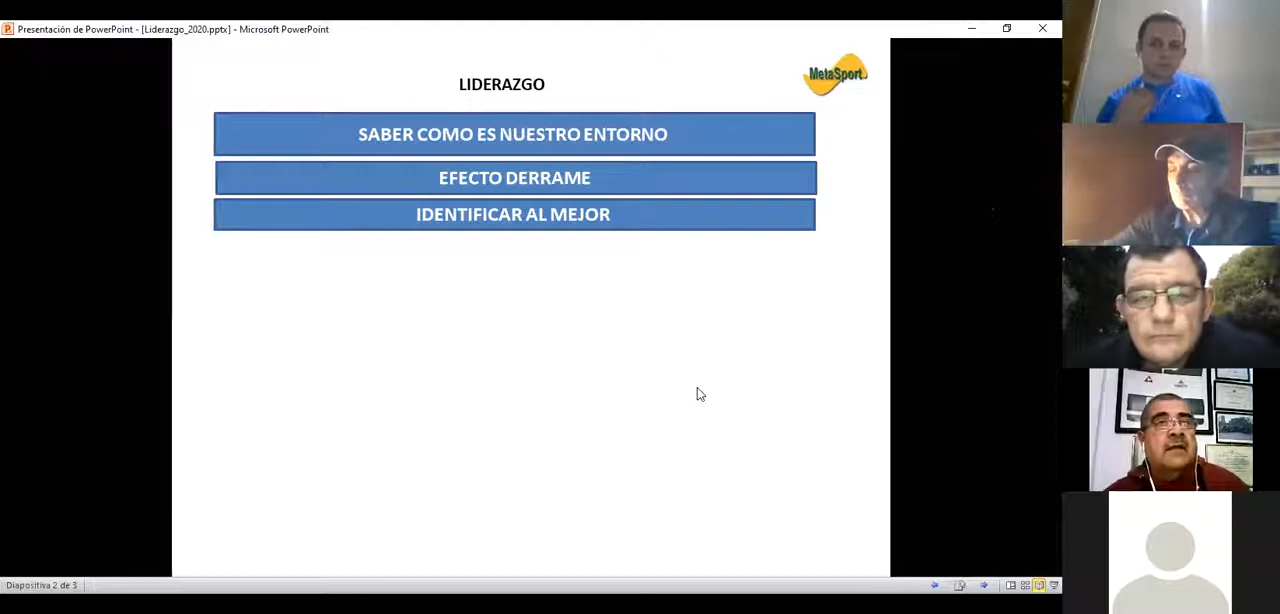 Presentación de PowerPoint - [Liderazgo_2020.pptx] - Microsoft PowerPoint
MetaSport
LIDERAZGO
SABER COMO ES NUESTRO ENTORNO
EFECTO DERRAME
IDENTIFICAR AL MEJOR
Diapositiva 2 de 3